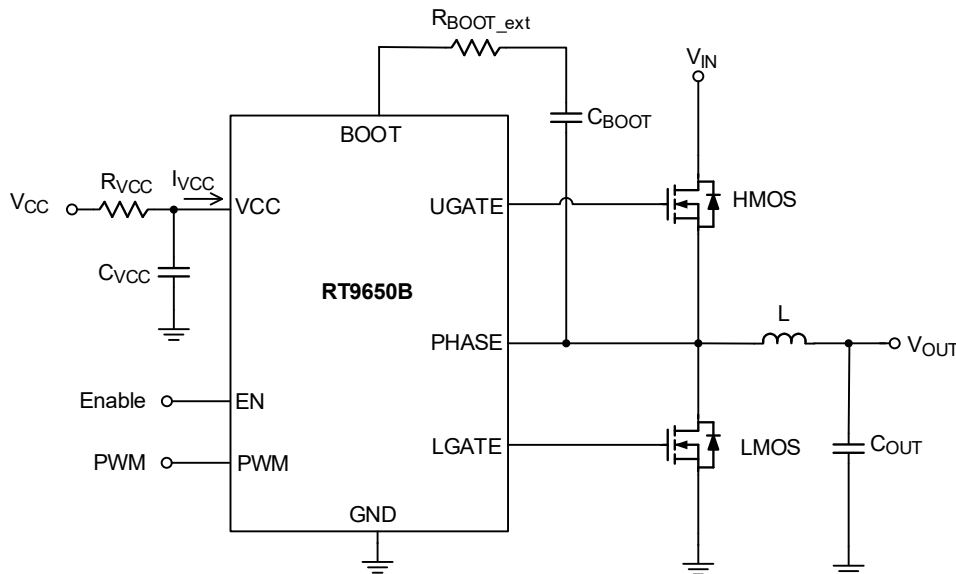 RBOOT_ext
VIN
CBOOT
BOOT
RVCC
IVCC
VCC
VCC
UGATE
HMOS
CVCC
RT9650B
L
PHASE
VOUT
Enable
EN
LGATE
LMOS
COUT
PWM
PWM
GND